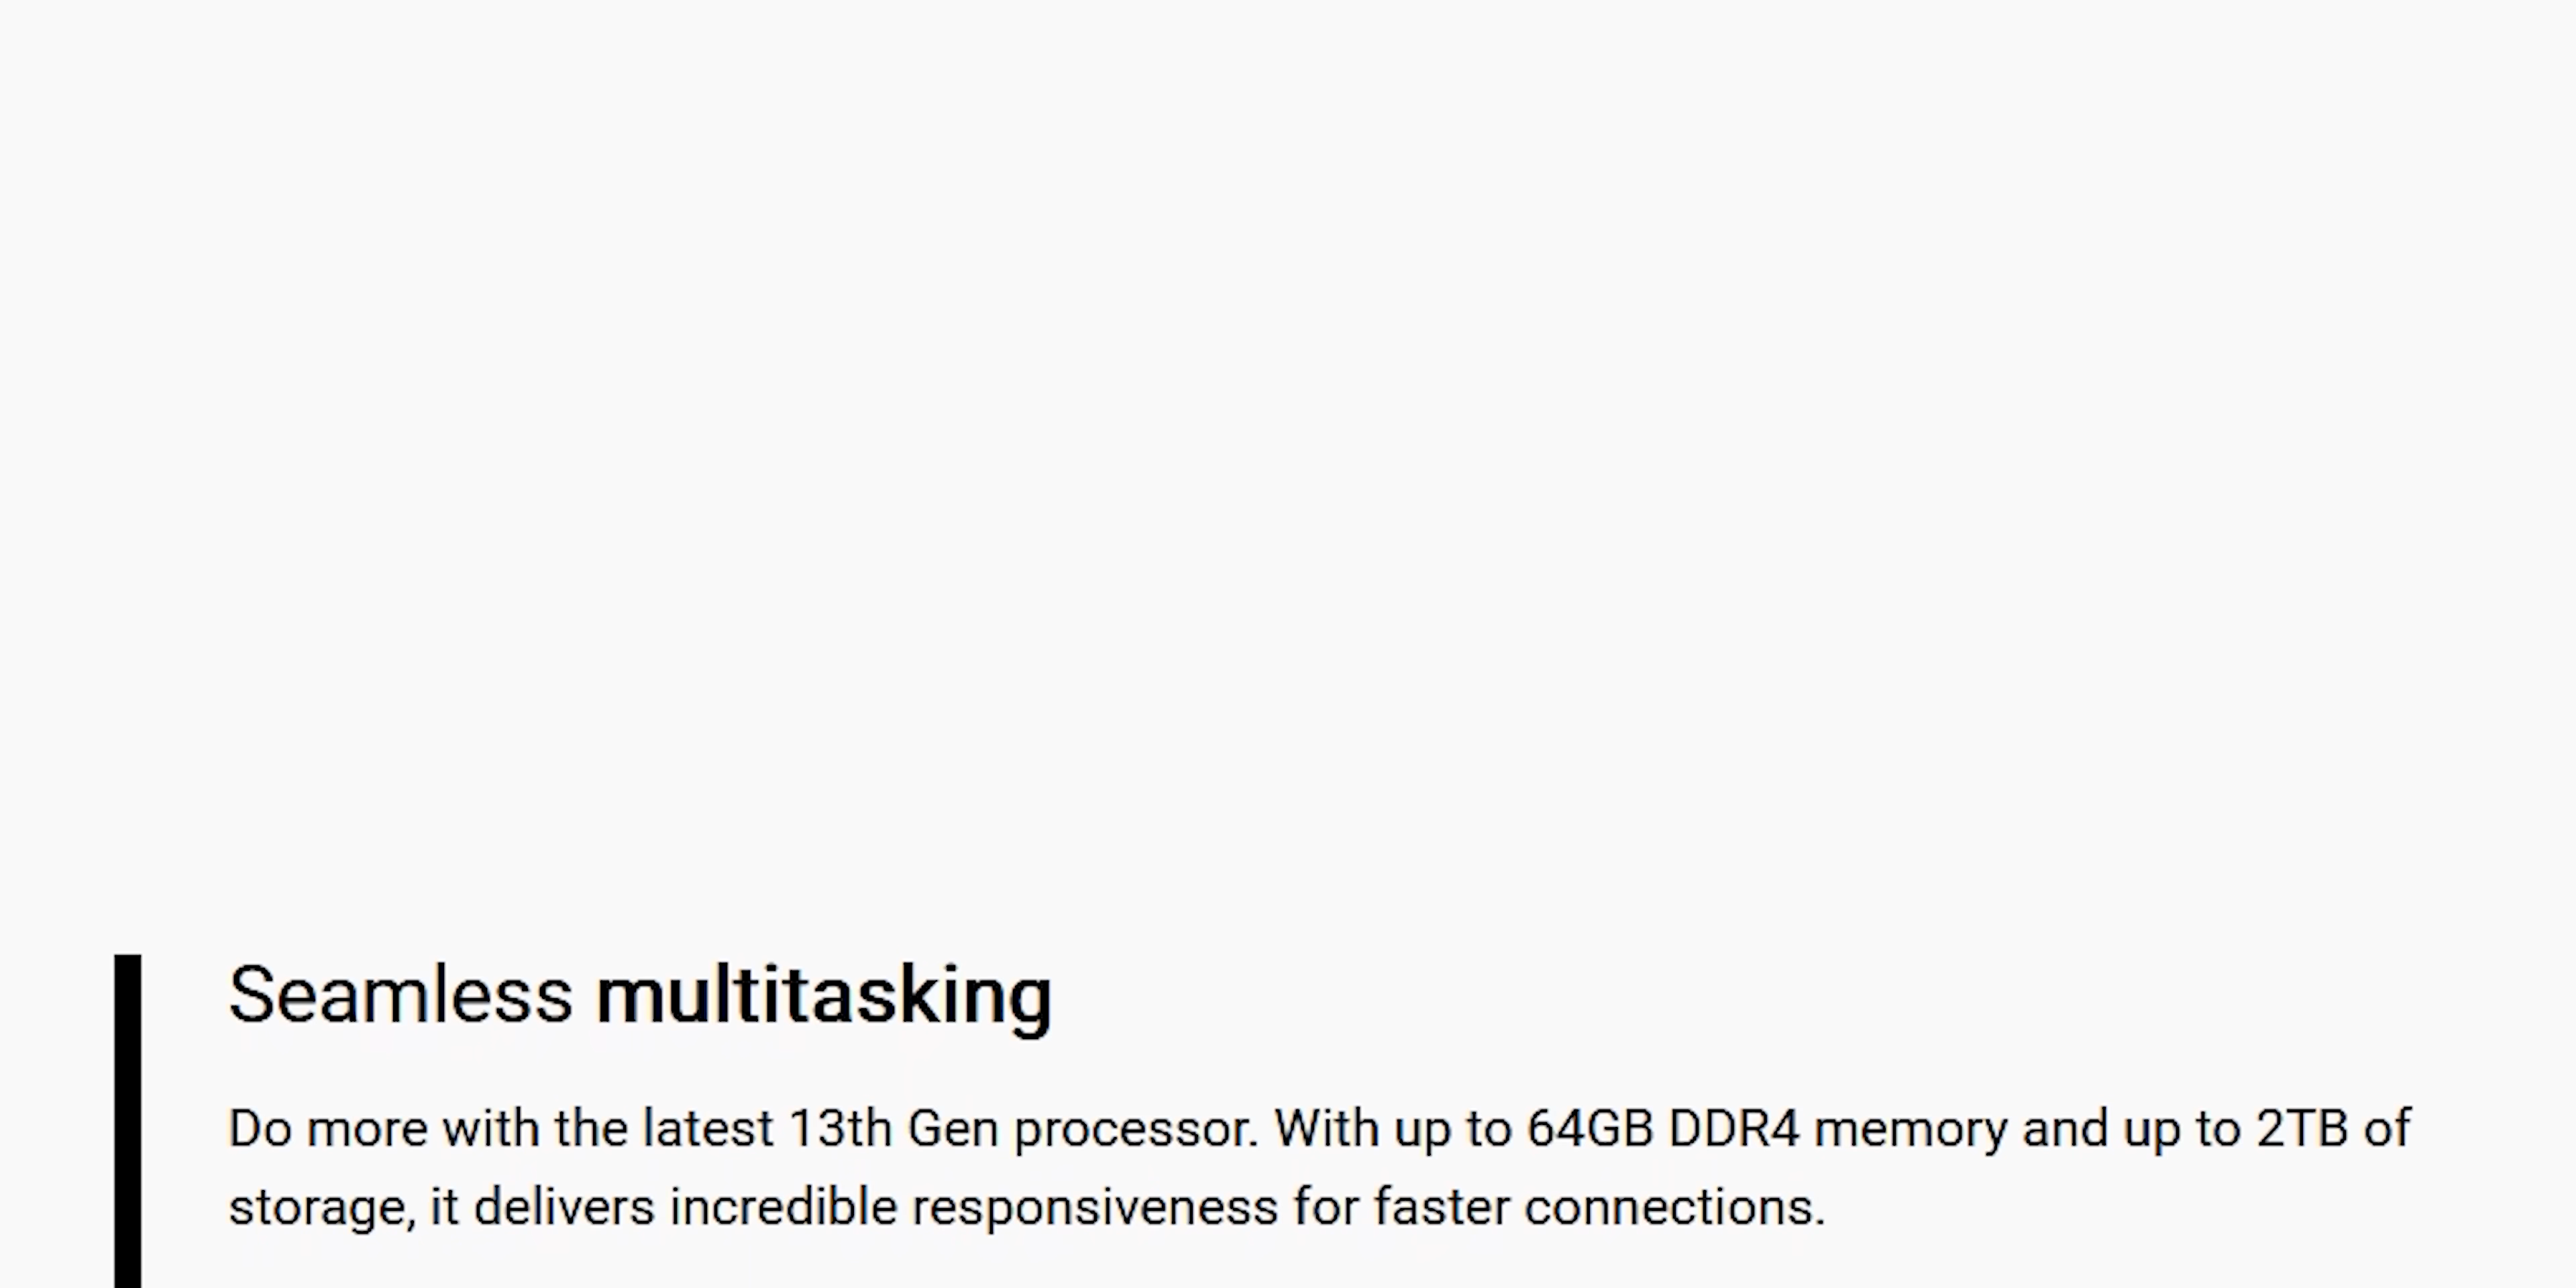 Seamless multitasking
Do more with the latest 13th Gen processor. With up to 64GB DDR4 memory and up to 2TB of
storage, it delivers incredible responsiveness for faster connections.